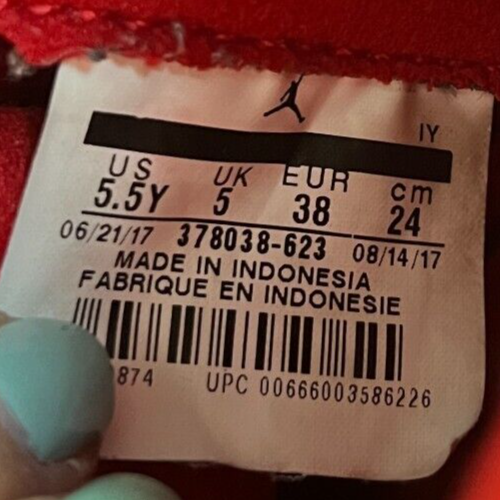 IY
US UK EUR cm
5.5Y 5 38 24
06/21/17 378038-623 08/14/17
MADE IN INDONESIA
FABRIQUE EN INDONESIE
874 UPC 00666003586226